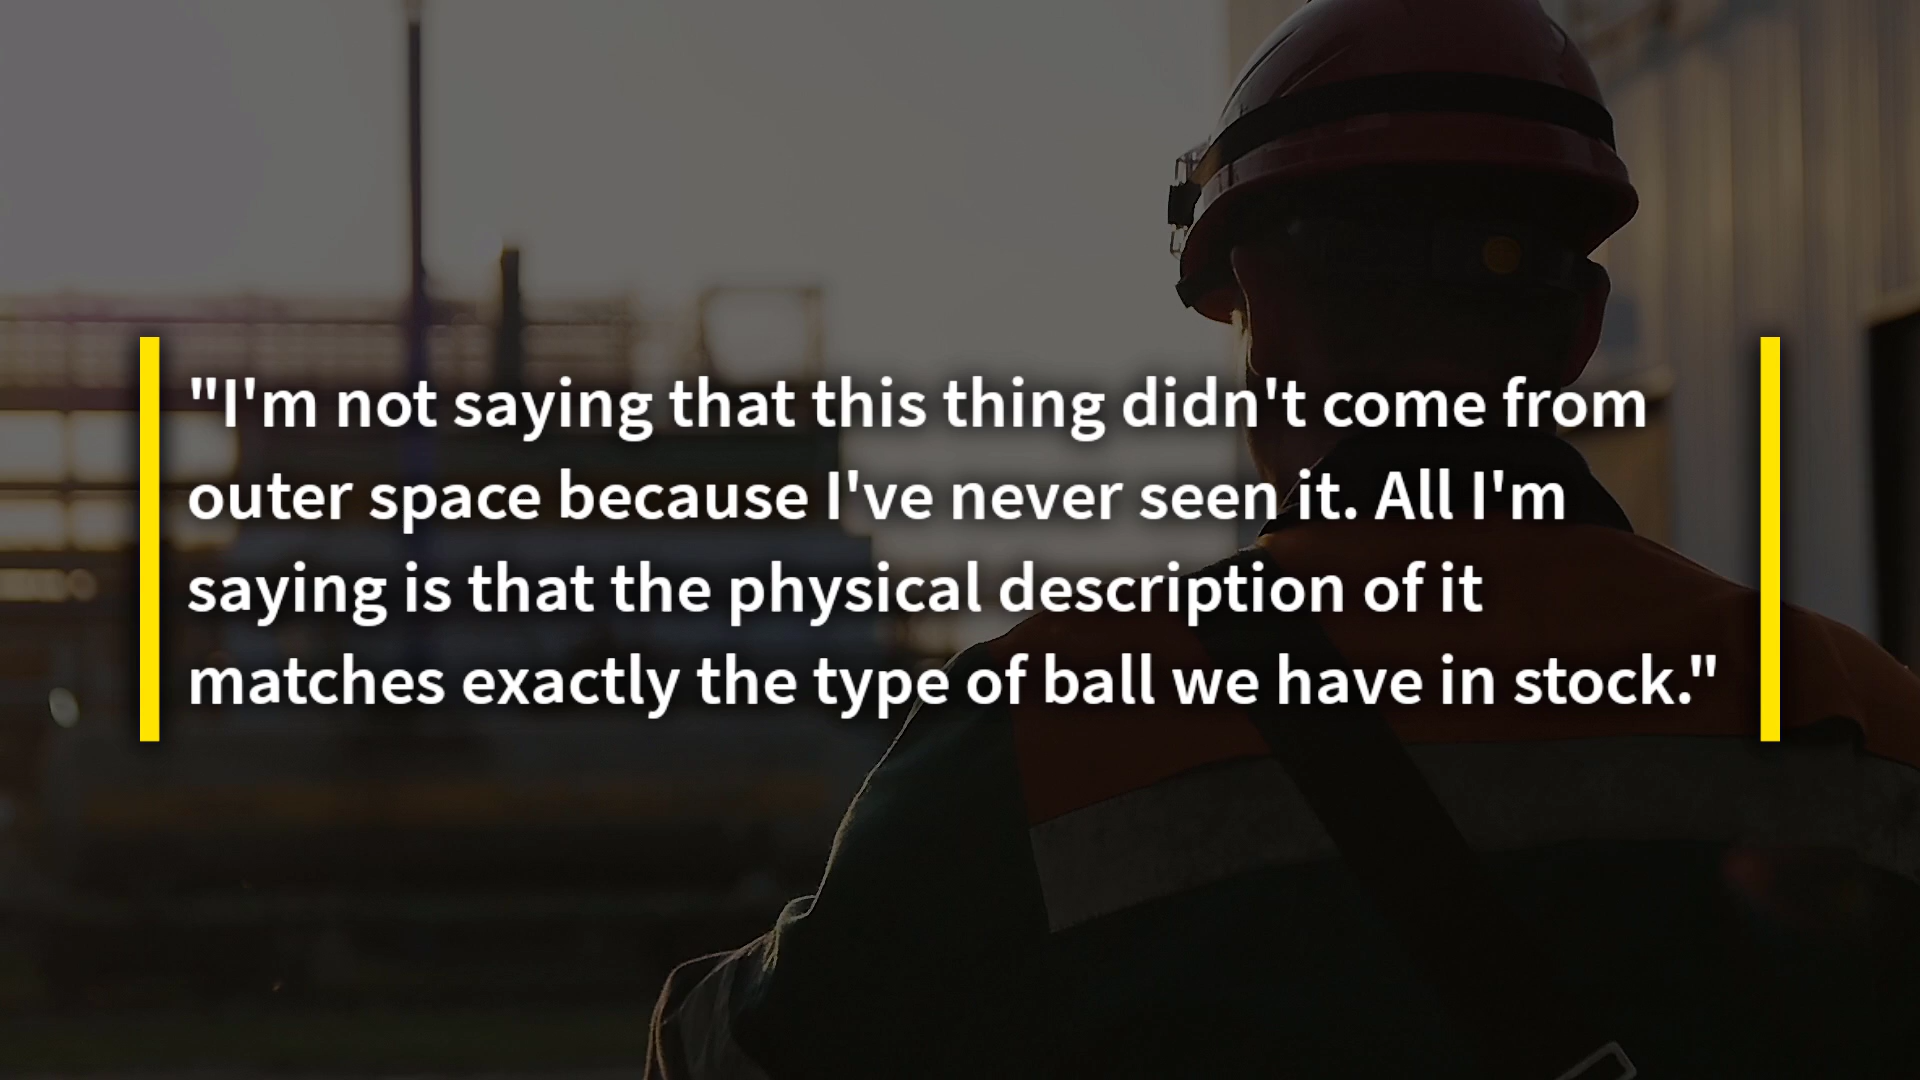 "I'm not saying that this thing didn't come from
outer space because I've never seen it. All I'm
saying is that the physical description of it
matches exactly the type of ball we have in stock."